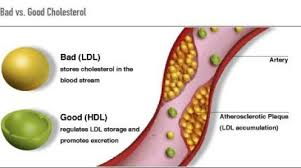 Bad vs. Good Cholesterol
Bad (LDL)
stores cholesterol in the
blood stream
Good (HDL)
regulates LDL storage and
promotes excretion
Artery
Atherosclerotic Plaque
(LDL accumulation)